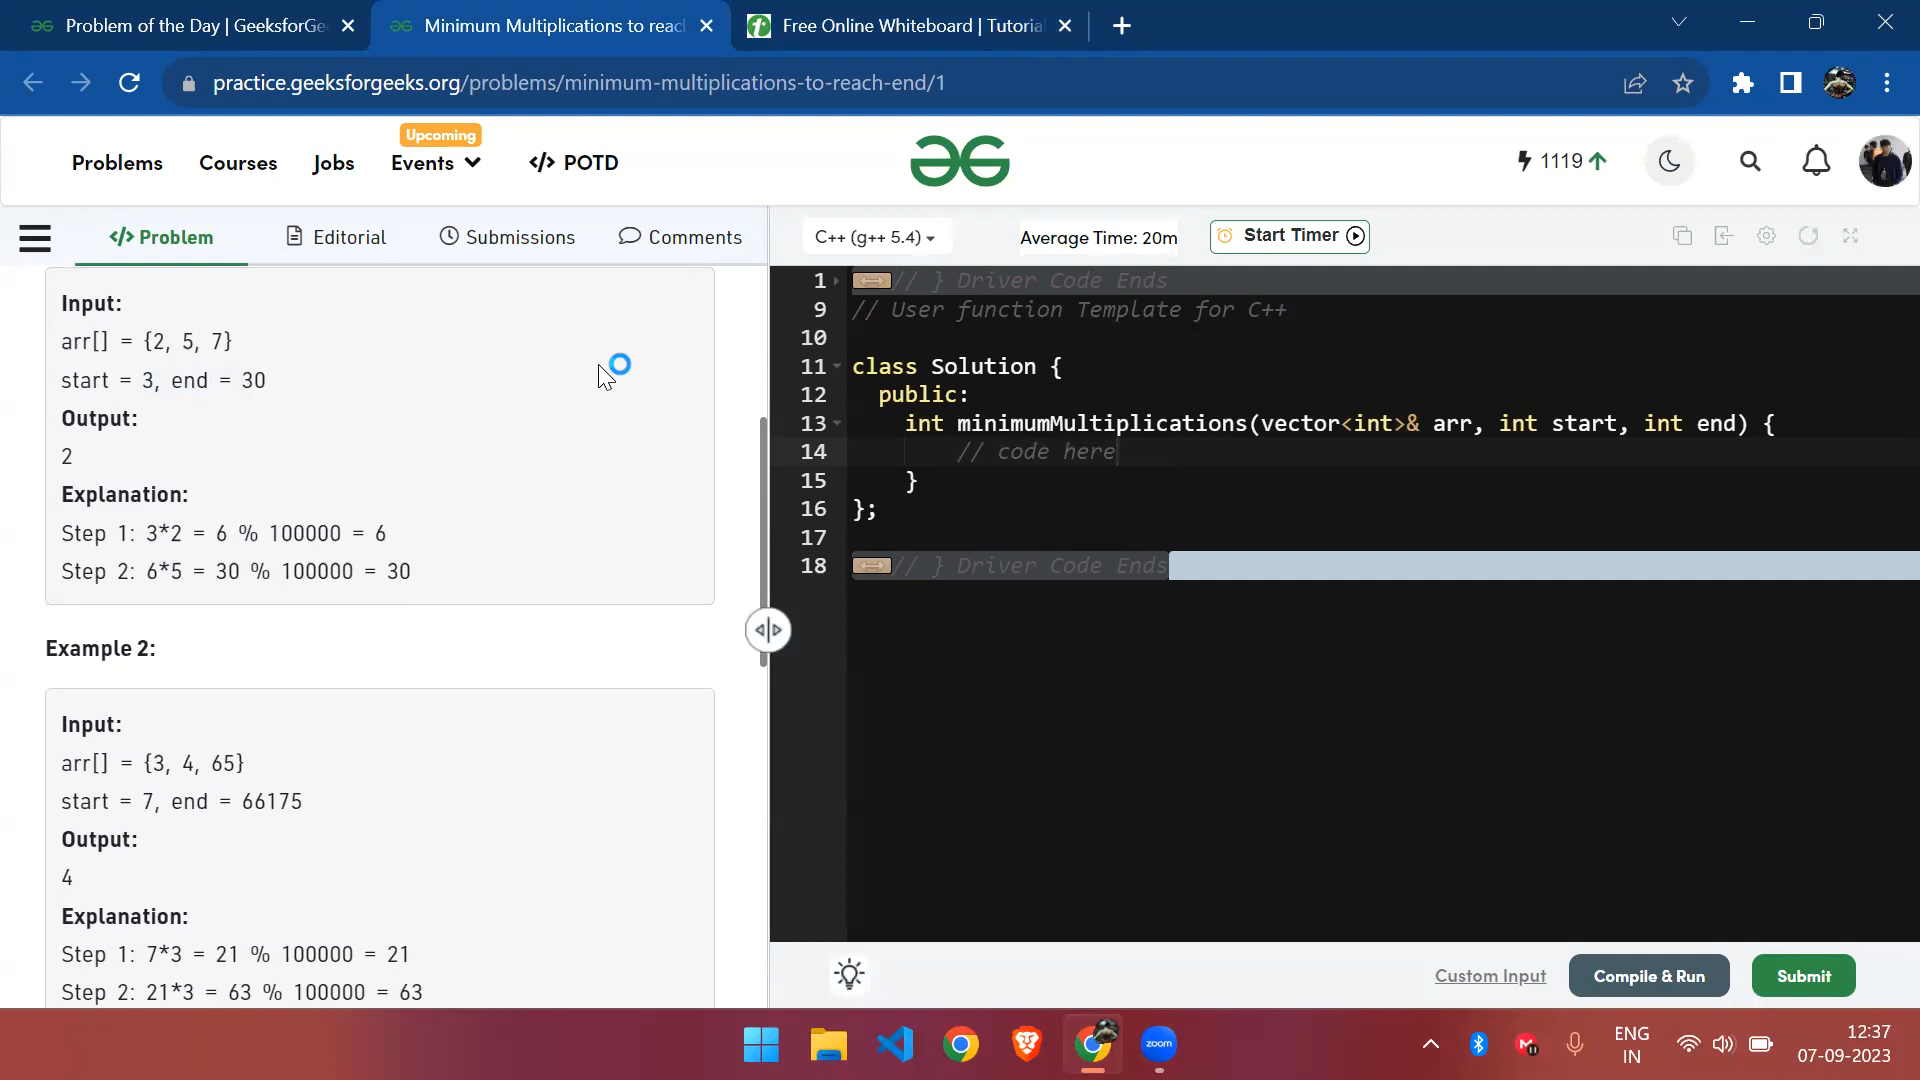 Problem of the Day | GeeksforGe
Minimum Multiplications to reac
Free Online Whiteboard | Tutoria
practice.geeksforgeeks.org/problems/minimum-multiplications-to-reach-end/1
Upcoming
Problems Courses Jobs Events </> POTD
1119
</> Problem Editorial Submissions Comments
C++ (g++ 5.4) Average Time: 20m Start Timer
Input:
arr[] = {2, 5, 7}
start = 3, end = 30
Output:
2
Explanation:
Step 1: 3*2 = 6 % 100000 = 6
Step 2: 6*5 = 30 % 100000 = 30
Example 2:
Input:
arr[] = {3, 4, 65}
start = 7, end = 66175
Output:
4
Explanation:
Step 1: 7*3 = 21 % 100000 = 21
Step 2: 21*3 = 63 % 100000 = 63
1 // } Driver Code Ends
9 // User function Template for C++
10
11 class Solution {
12 public:
13 int minimumMultiplications(vector<int>& arr, int start, int end) {
14 // code here
15 }
16 };
17
18 // } Driver Code Ends
Custom Input Compile & Run Submit
zoom
ENG
IN
12:37
07-09-2023